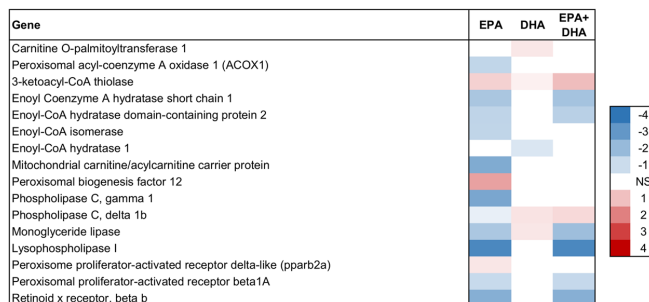 Gene EPA DHA EPA+ DHA
Carnitine O-palmitoyltransferase 1
Peroxisomal acyl-coenzyme A oxidase 1 (ACOX1)
3-ketoacyl-CoA thiolase
Enoyl Coenzyme A hydratase short chain 1
Enoyl-CoA hydratase domain-containing protein 2
Enoyl-CoA isomerase
Enoyl-CoA hydratase 1
Mitochondrial carnitine/acylcarnitine carrier protein
Peroxisomal biogenesis factor 12
Phospholipase C, gamma 1
Phospholipase C, delta 1b
Monoglyceride lipase
Lysophospholipase I
Peroxisome proliferator-activated receptor delta-like (pparb2a)
Peroxisomal proliferator-activated receptor beta1A
Retinoid x receptor, beta b
-4
-3
-2
-1
NS
1
2
3
4